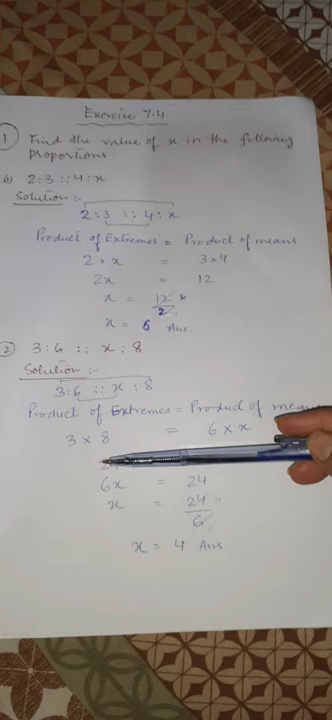 Exercise 7.4
1 Find the value of x in the following
proportions
2:3 :: 4:x
Solution :-
2:3 :: 4:x
Product of Extremes = Product of means
2 × x = 3×4
2x = 12
x = 12
2
x = 6 Ans.
2 3:6 :: x:8
Solution :-
3:6 :: x:8
Product of Extremes = Product of
3 × 8 = 6 × x
6x = 24
x = 24
6
x = 4 Ans